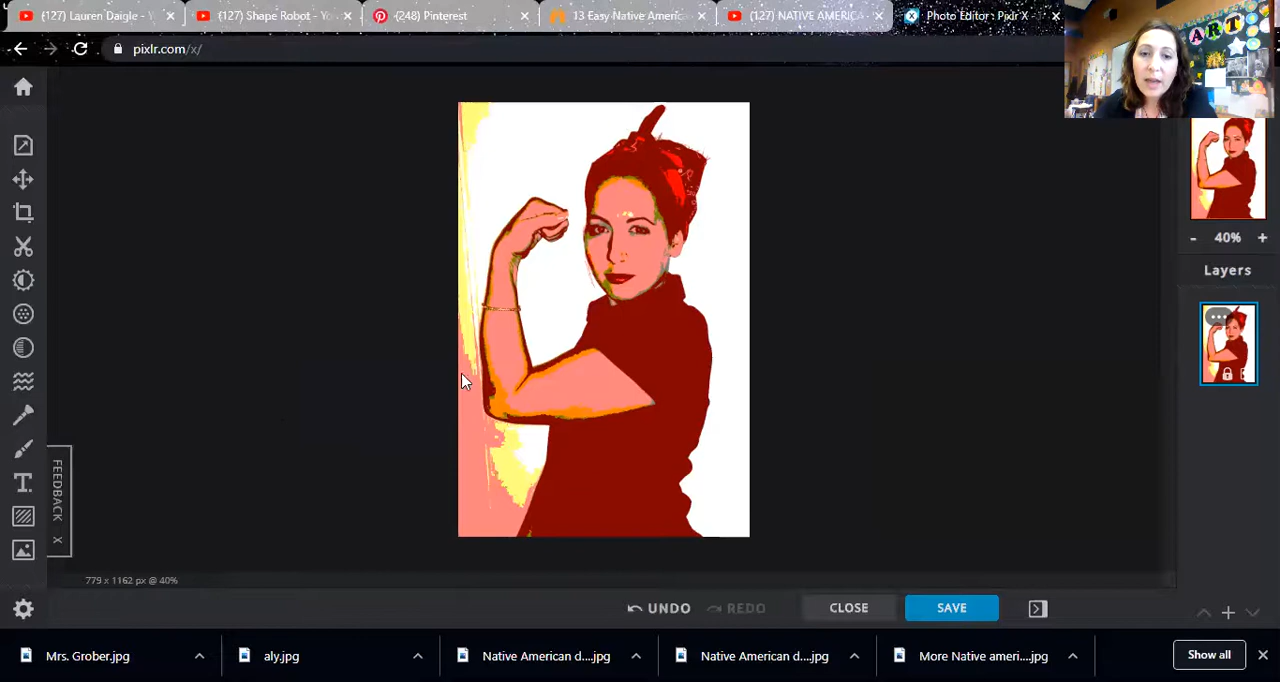 (127) Lauren Daigle - Y
(127) Shape Robot - Yo
(248) Pinterest
13 Easy Native Americ
(127) NATIVE AMERICA
Photo Editor : Pixlr X -
pixlr.com/x/
ART
40%
Layers
FEEDBACK X
779 x 1162 px @ 40%
UNDO
REDO
CLOSE
SAVE
Mrs. Grober.jpg
aly.jpg
Native American d....jpg
Native American d....jpg
More Native ameri....jpg
Show all